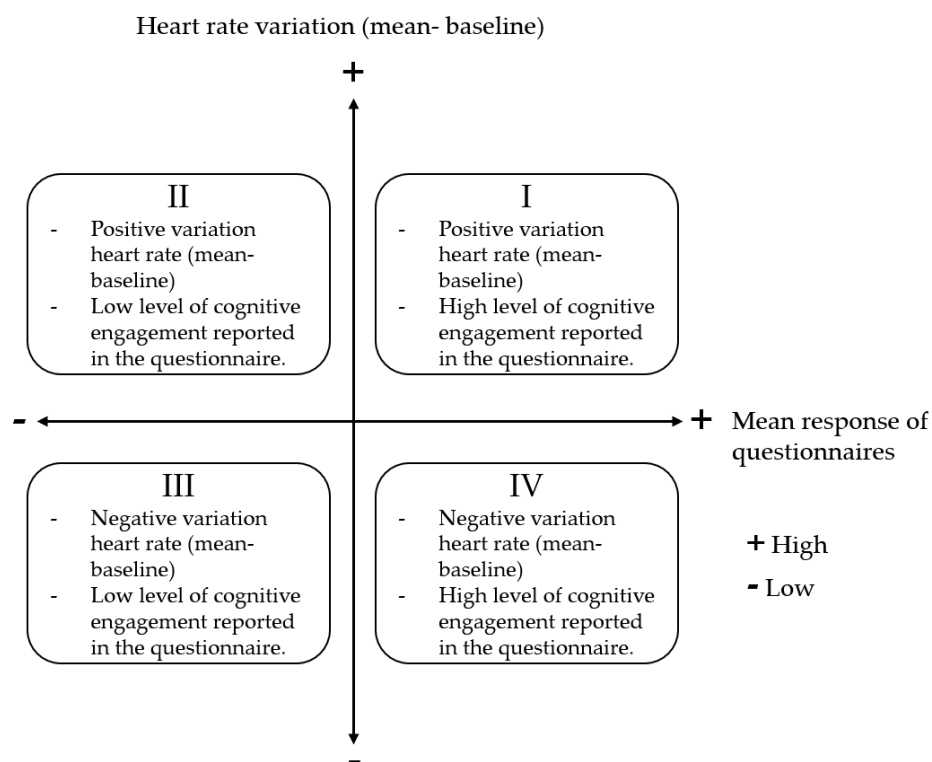 Heart rate variation (mean- baseline)
+
II
- Positive variation
heart rate (mean-
baseline)
- Low level of cognitive
engagement reported
in the questionnaire.
I
- Positive variation
heart rate (mean-
baseline)
- High level of cognitive
engagement reported
in the questionnaire.
-
+ Mean response of
questionnaires
III
- Negative variation
heart rate (mean-
baseline)
- Low level of cognitive
engagement reported
in the questionnaire.
IV
- Negative variation
heart rate (mean-
baseline)
- High level of cognitive
engagement reported
in the questionnaire.
+ High
- Low
-